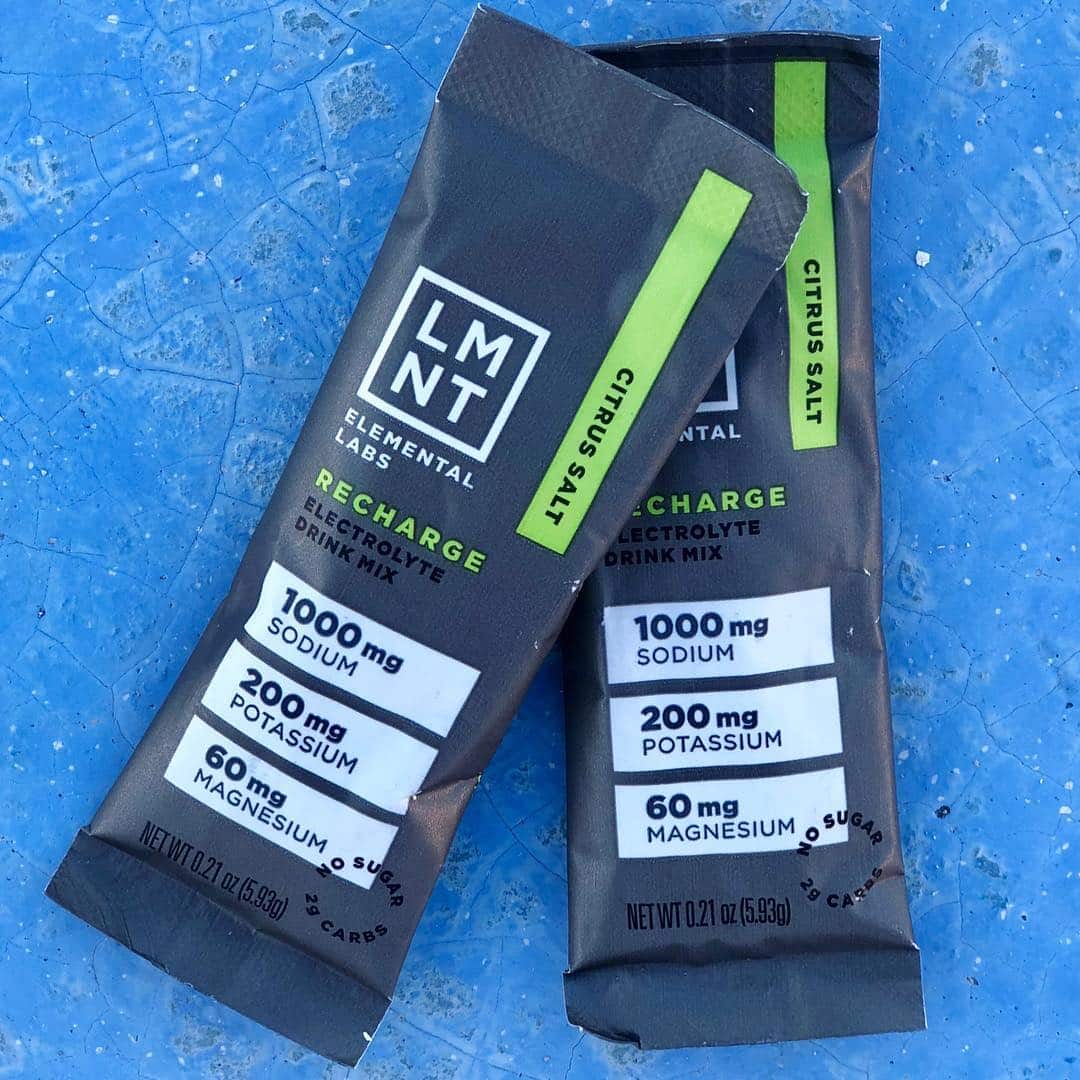 LM
NT
ELEMENTAL
LABS
CITRUS SALT
RECHARGE
ELECTROLYTE
DRINK MIX
1000 mg
SODIUM
200 mg
POTASSIUM
60 mg
MAGNESIUM
NET WT 0.21 oz (5.93g)
NO SUGAR
2g CARBS
CITRUS SALT
NTAL
ECHARGE
LECTROLYTE
DRINK MIX
1000 mg
SODIUM
200 mg
POTASSIUM
60 mg
MAGNESIUM
NO SUGAR
2g CARBS
NET WT 0.21 oz (5.93g)